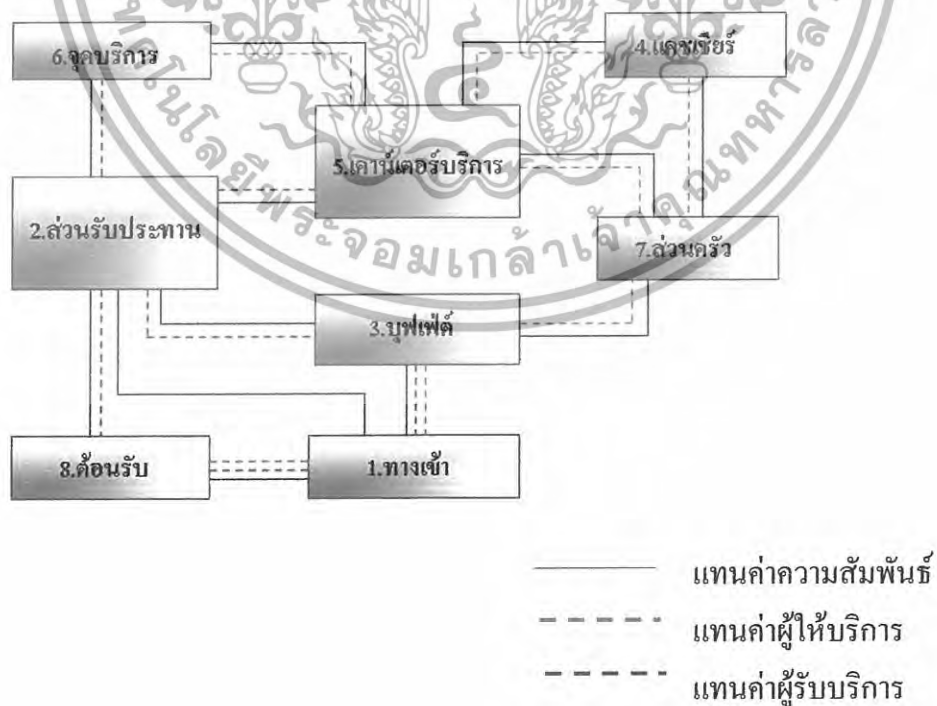 6.จุดบริการ
4.แคชเชียร์
5.เคาน์เตอร์บริการ
2.ส่วนรับประทาน
7.ส่วนครัว
3.บุฟเฟ่ต์
8.ต้อนรับ
1.ทางเข้า
แทนค่าความสัมพันธ์
แทนค่าผู้ให้บริการ
แทนค่าผู้รับบริการ